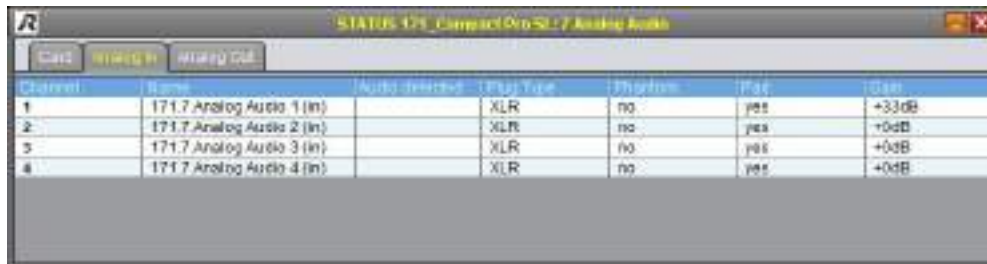 R
STATUS 171_Compact Pro SL: 7 Analog Audio
Card Analog In Analog Out
Channel Name Audio detected Plug Type Phantom Pad Gain
1 171.7 Analog Audio 1 (in) XLR no yes +33dB
2 171.7 Analog Audio 2 (in) XLR no yes +0dB
3 171.7 Analog Audio 3 (in) XLR no yes +0dB
4 171.7 Analog Audio 4 (in) XLR no yes +0dB